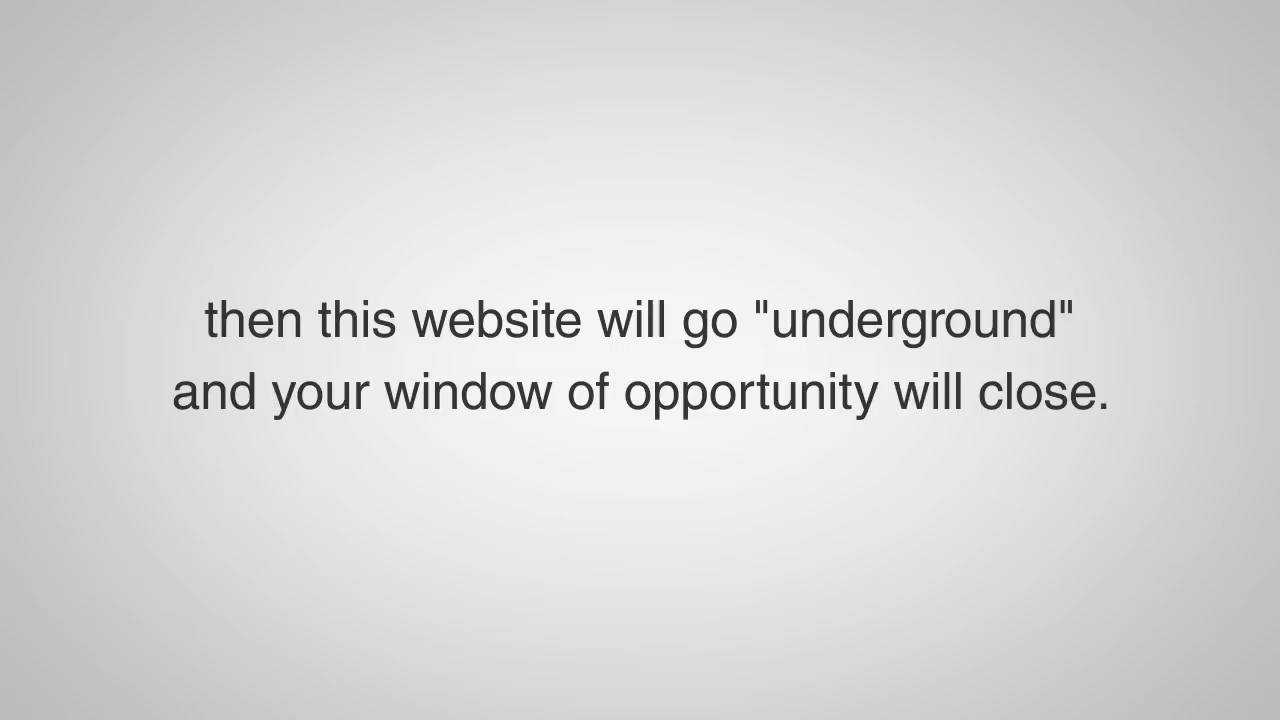 then this website will go "underground"
and your window of opportunity will close.